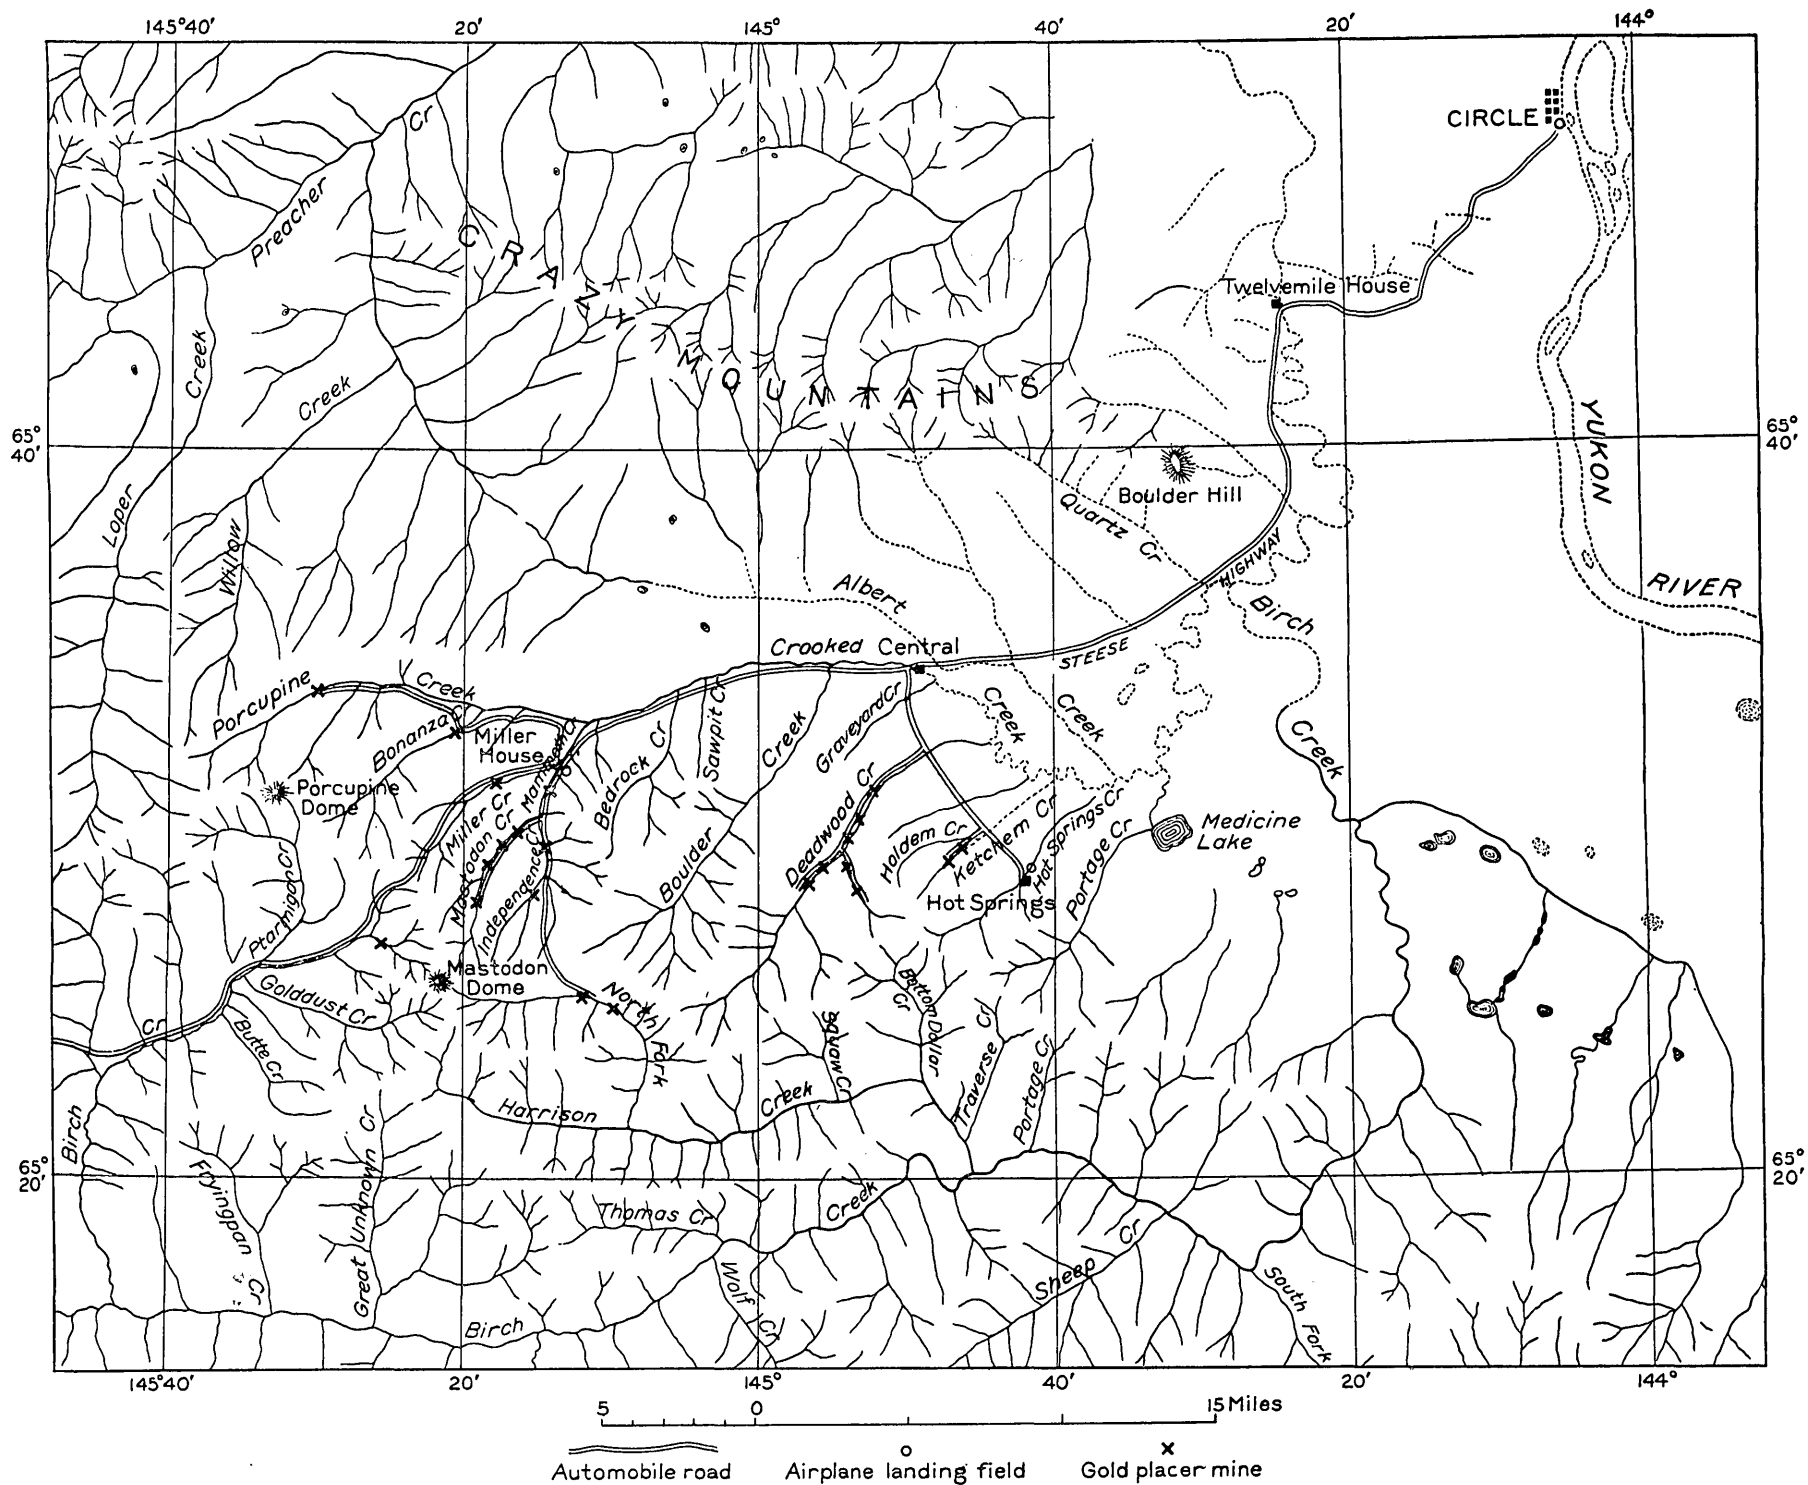 145°40′
20′
145°
40′
20′
144°
CIRCLE
Cr
Preacher
CRAZY MOUNTAINS
Twelvemile House
Creek
Creek
65°
40′
65°
40′
YUKON
Boulder Hill
Loper
Quartz Cr
Willow
HIGHWAY
RIVER
Albert
Birch
Crooked
Central
STEESE
Porcupine
Creek
Sawpit Cr
Graveyard Cr
Creek
Creek
Bonanza Cr
Miller
House
Mammoth Cr
Bedrock Cr
Creek
Creek
Porcupine
Dome
Miller Cr
Mastodon Cr
Independence Cr
Boulder
Deadwood Cr
Holdem Cr
Ketchem Cr
Hot Springs Cr
Portage Cr
Medicine
Lake
Hot Springs
Ptarmigan Cr
Mastodon
Dome
Golddust Cr
North
Fork
Bottom Dollar
Cr
Cr
Butte Cr
Squaw Cr
Traverse Cr
Portage Cr
Harrison
Creek
Birch
65°
20′
65°
20′
Fryingpan
Cr
Great Unknown Cr
Thomas Cr
Creek
Wolf
Cr
Sheep
Cr
South
Fork
Birch
145°40′
20′
145°
40′
20′
144°
5
0
15 Miles
Automobile road
Airplane landing field
Gold placer mine